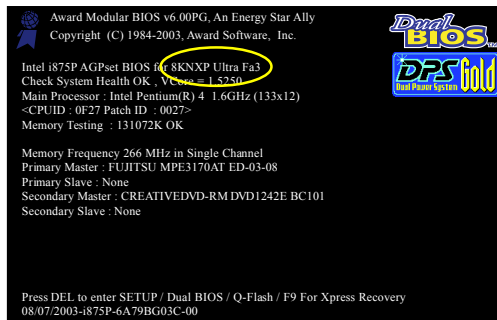 Award Modular BIOS v6.00PG, An Energy Star Ally
Copyright (C) 1984-2003, Award Software, Inc.
Dual
BIOS
Intel i875P AGPset BIOS for 8KNXP Ultra Fa3
Check System Health OK , VCore = 1.5250
DPS Gold
Dual Power System
Main Processor : Intel Pentium(R) 4 1.6GHz (133x12)
<CPUID : 0F27 Patch ID : 0027>
Memory Testing : 131072K OK
Memory Frequency 266 MHz in Single Channel
Primary Master : FUJITSU MPE3170AT ED-03-08
Primary Slave : None
Secondary Master : CREATIVEDVD-RM DVD1242E BC101
Secondary Slave : None
Press DEL to enter SETUP / Dual BIOS / Q-Flash / F9 For Xpress Recovery
08/07/2003-i875P-6A79BG03C-00